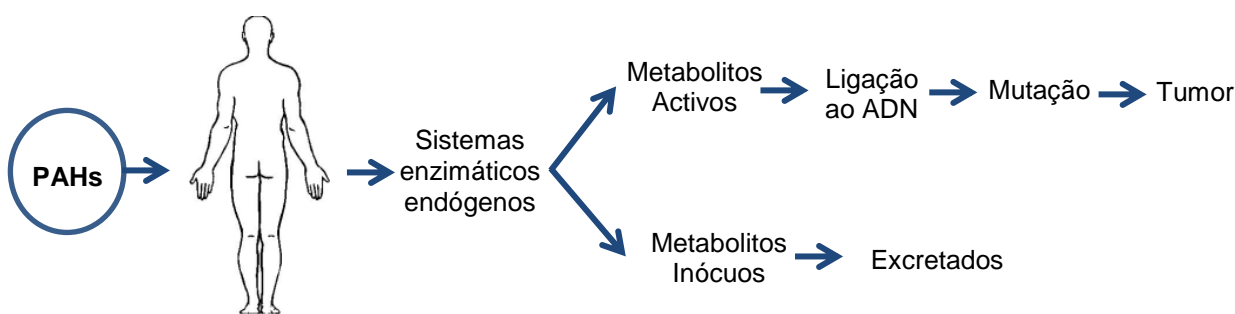 PAHs
Sistemas
enzimáticos
endógenos
Metabolitos
Activos
Ligação
ao ADN
Mutação
Tumor
Metabolitos
Inócuos
Excretados